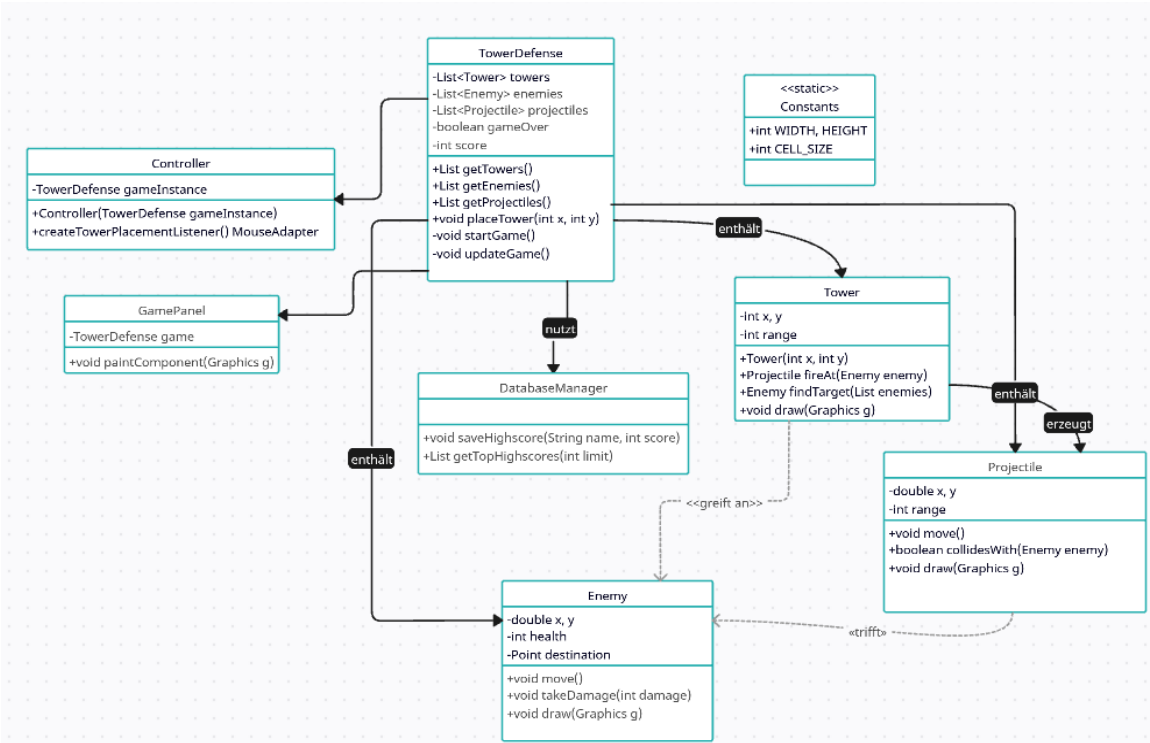 TowerDefense
-List<Tower> towers
-List<Enemy> enemies
-List<Projectile> projectiles
-boolean gameOver
-int score
+List getTowers()
+List getEnemies()
+List getProjectiles()
+void placeTower(int x, int y)
-void startGame()
-void updateGame()
<<static>>
Constants
+int WIDTH, HEIGHT
+int CELL_SIZE
Controller
-TowerDefense gameInstance
+Controller(TowerDefense gameInstance)
+createTowerPlacementListener() MouseAdapter
enthält
GamePanel
-TowerDefense game
+void paintComponent(Graphics g)
nutzt
Tower
-int x, y
-int range
+Tower(int x, int y)
+Projectile fireAt(Enemy enemy)
+Enemy findTarget(List enemies)
+void draw(Graphics g)
DatabaseManager
+void saveHighscore(String name, int score)
+List getTopHighscores(int limit)
enthält
erzeugt
enthält
Projectile
-double x, y
-int range
+void move()
+boolean collidesWith(Enemy enemy)
+void draw(Graphics g)
<<greift an>>
Enemy
-double x, y
-int health
-Point destination
+void move()
+void takeDamage(int damage)
+void draw(Graphics g)
«trifft»